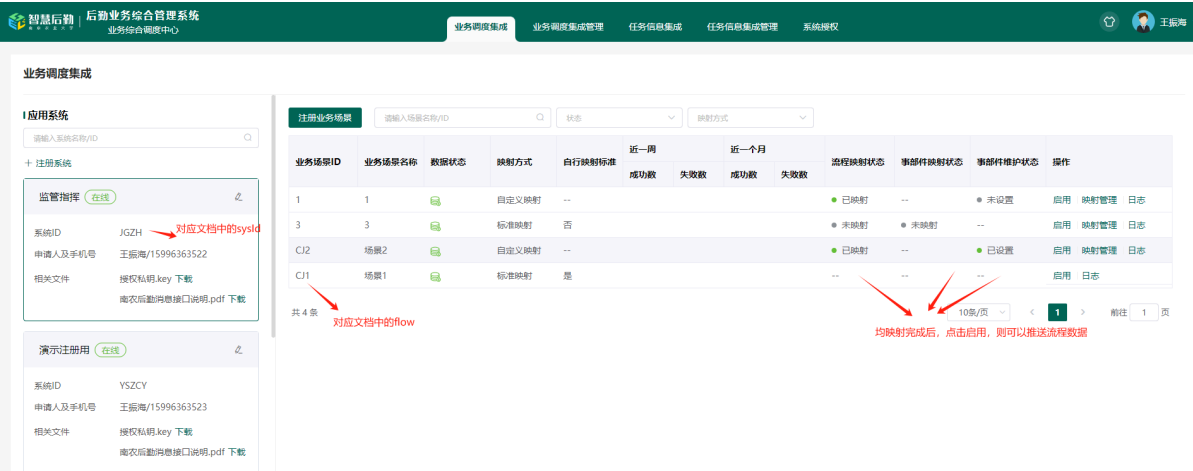 智慧后勤
后勤业务综合管理系统
业务综合调度中心
业务调度集成
业务调度集成管理
任务信息集成
任务信息集成管理
系统授权
王振海
业务调度集成
应用系统
请输入系统名称/ID
+ 注册系统
监管指挥 在线
系统ID JGZH
对应文档中的sysId
申请人及手机号 王振海/15996363522
相关文件 授权私钥.key 下载
南农后勤消息接口说明.pdf 下载
演示注册用 在线
系统ID YSZCY
申请人及手机号 王振海/15996363523
相关文件 授权私钥.key 下载
南农后勤消息接口说明.pdf 下载
注册业务场景 请输入场景名称/ID 状态 映射方式
业务场景ID 业务场景名称 数据状态 映射方式 自行映射标准 近一周 近一个月 流程映射状态 事部件映射状态 事部件维护状态 操作
成功数 失败数 成功数 失败数
1 1 自定义映射 -- 已映射 -- 未设置 启用 映射管理 日志
3 3 标准映射 否 未映射 未映射 -- 启用 映射管理 日志
CJ2 场景2 自定义映射 -- 已映射 -- 已设置 启用 映射管理 日志
CJ1 场景1 标准映射 是 -- -- -- 启用 日志
共 4 条 10条/页 < 1 > 前往 1 页
对应文档中的flow
均映射完成后，点击启用，则可以推送流程数据